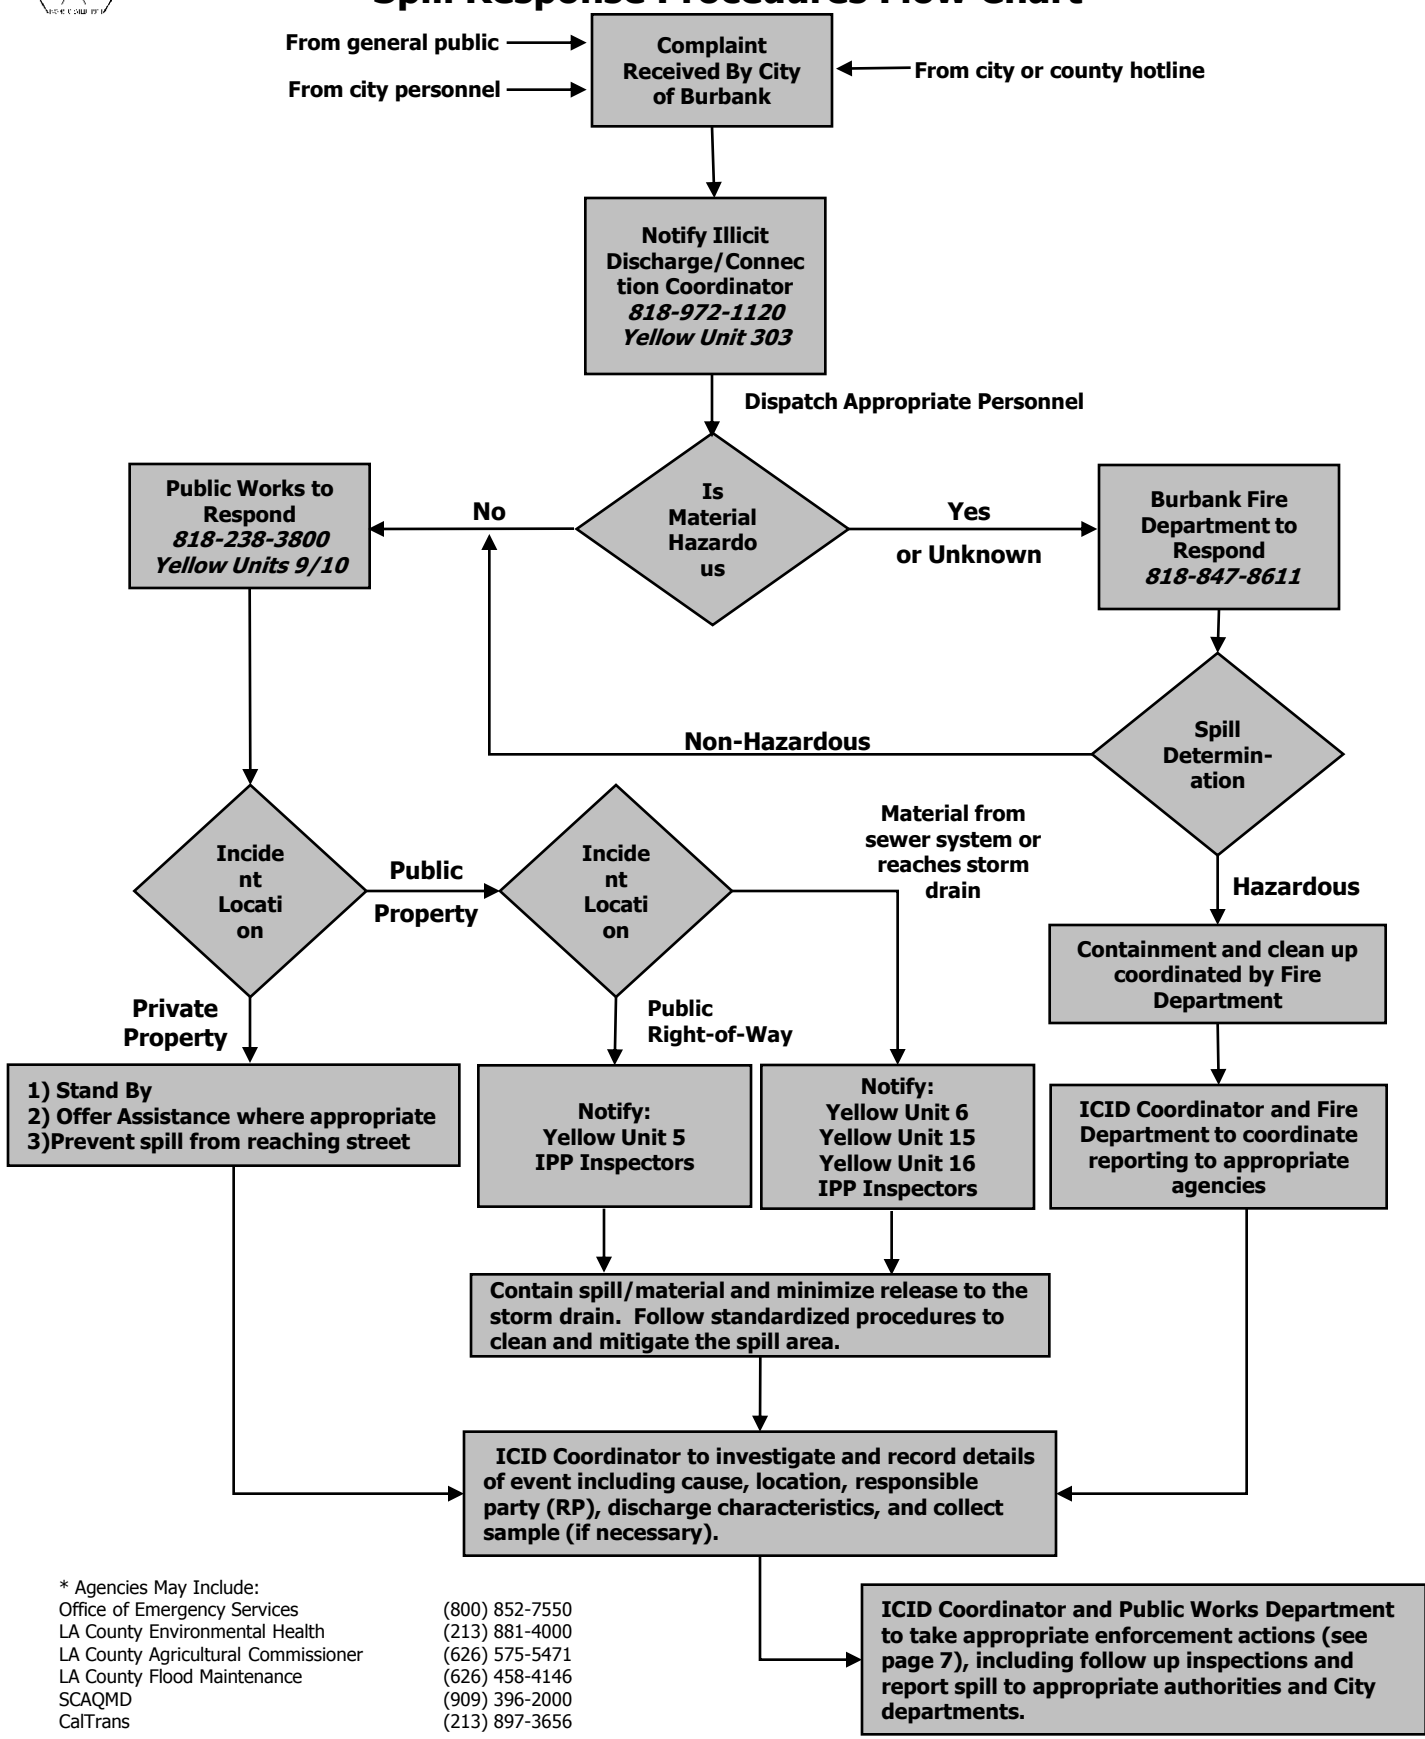 Spill Response Procedures Flow Chart
From general public
From city personnel
Complaint
Received By City
of Burbank
From city or county hotline
Notify Illicit
Discharge/Connec
tion Coordinator
818-972-1120
Yellow Unit 303
Dispatch Appropriate Personnel
Public Works to
Respond
818-238-3800
Yellow Units 9/10
No
Is
Material
Hazardo
us
Yes
or Unknown
Burbank Fire
Department to
Respond
818-847-8611
Non-Hazardous
Spill
Determin-
ation
Incide
nt
Locati
on
Public
Property
Incide
nt
Locati
on
Material from
sewer system or
reaches storm
drain
Hazardous
Containment and clean up
coordinated by Fire
Department
Private
Property
Public
Right-of-Way
1) Stand By
2) Offer Assistance where appropriate
3)Prevent spill from reaching street
Notify:
Yellow Unit 5
IPP Inspectors
Notify:
Yellow Unit 6
Yellow Unit 15
Yellow Unit 16
IPP Inspectors
ICID Coordinator and Fire
Department to coordinate
reporting to appropriate
agencies
Contain spill/material and minimize release to the
storm drain.  Follow standardized procedures to
clean and mitigate the spill area.
ICID Coordinator to investigate and record details
of event including cause, location, responsible
party (RP), discharge characteristics, and collect
sample (if necessary).
* Agencies May Include:
Office of Emergency Services (800) 852-7550
LA County Environmental Health (213) 881-4000
LA County Agricultural Commissioner (626) 575-5471
LA County Flood Maintenance (626) 458-4146
SCAQMD (909) 396-2000
CalTrans (213) 897-3656
ICID Coordinator and Public Works Department
to take appropriate enforcement actions (see
page 7), including follow up inspections and
report spill to appropriate authorities and City
departments.